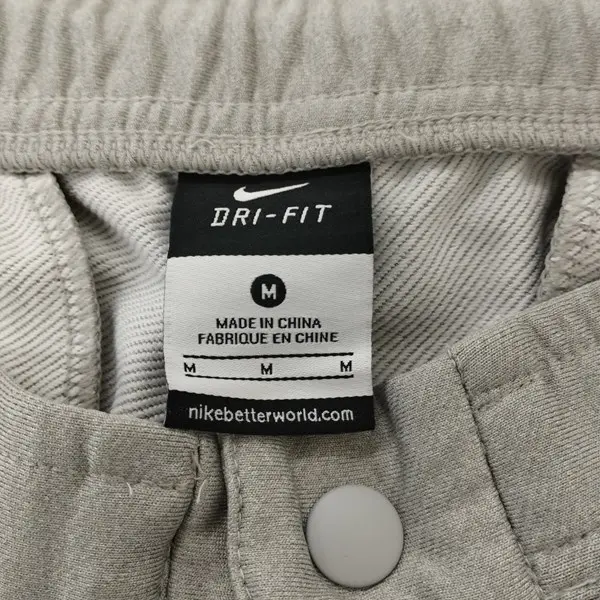 DRI-FIT
M
MADE IN CHINA
FABRIQUE EN CHINE
M M M
nikebetterworld.com